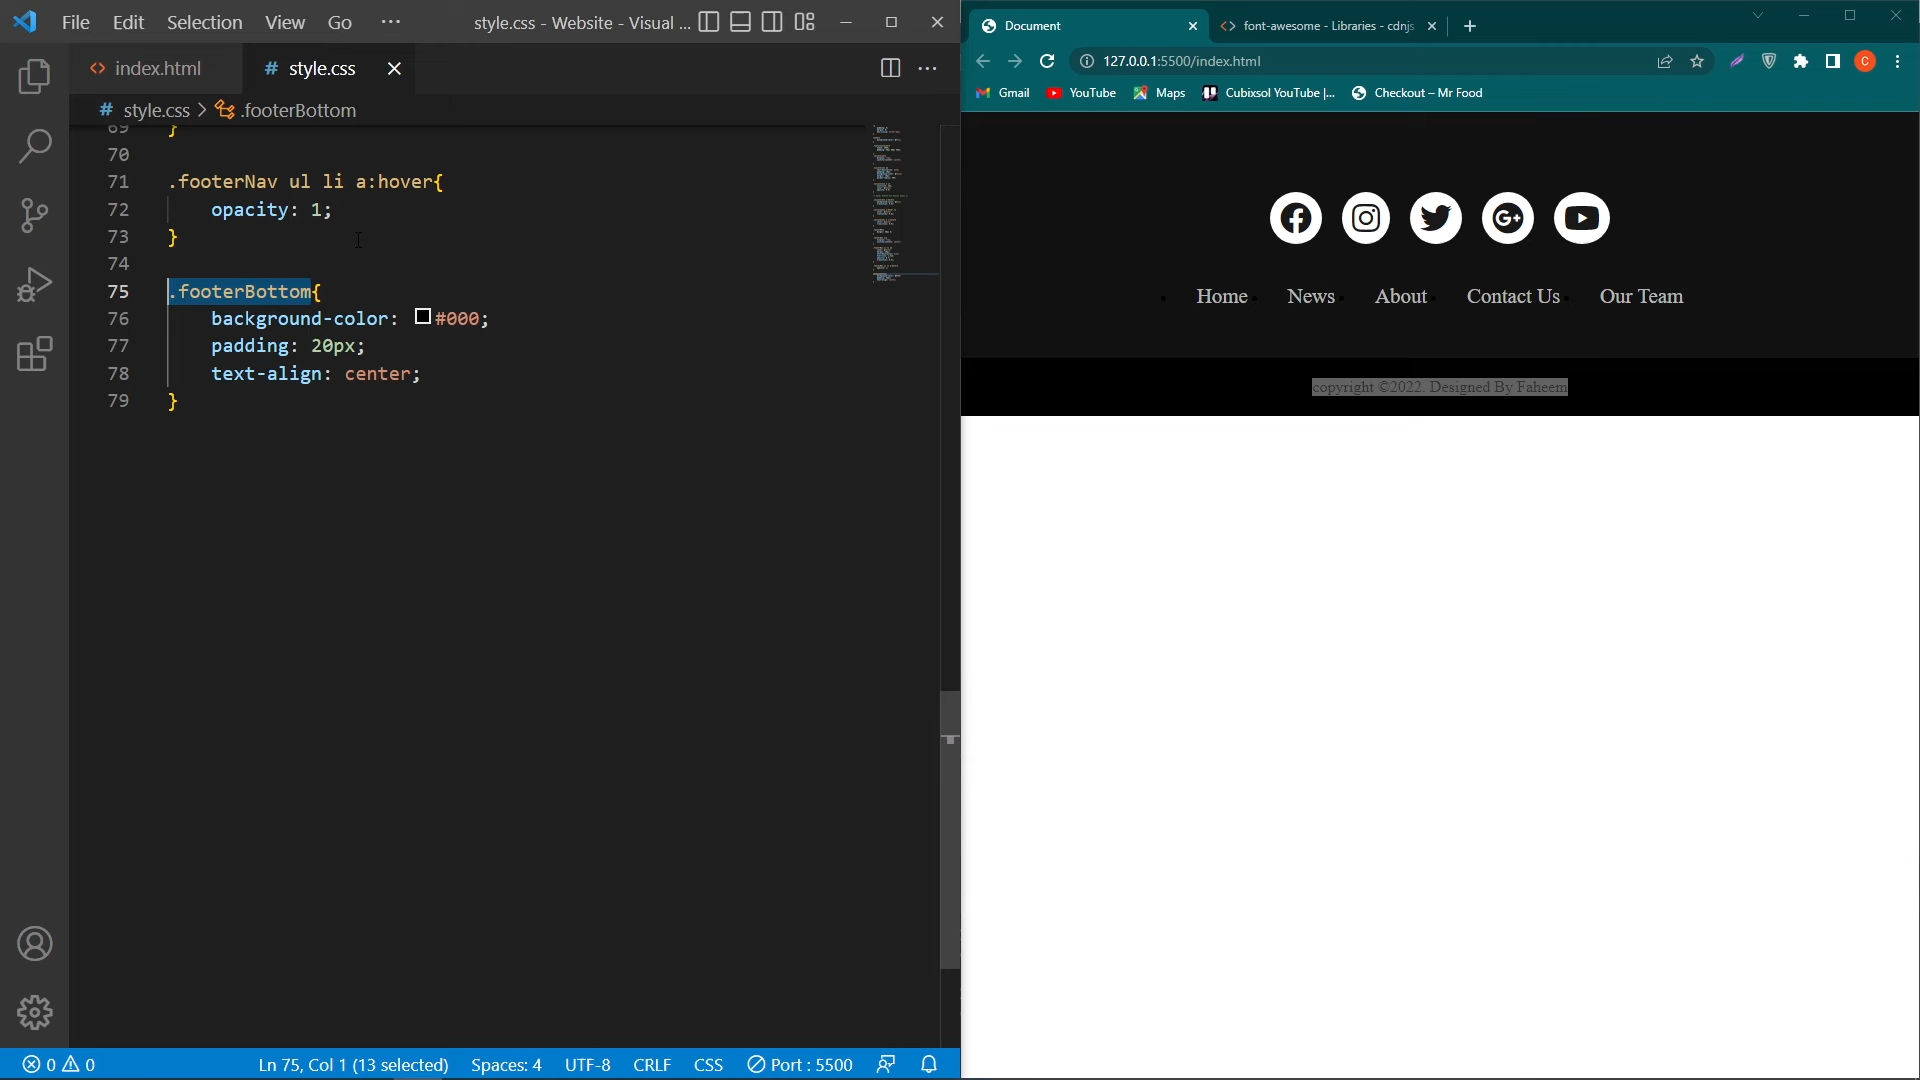 File Edit Selection View Go ··· style.css - Website - Visual ...
index.html # style.css
# style.css > .footerBottom
69 }
70
71 .footerNav ul li a:hover{
72 opacity: 1;
73 }
74
75 .footerBottom{
76 background-color: #000;
77 padding: 20px;
78 text-align: center;
79 }
0 0 Ln 75, Col 1 (13 selected) Spaces: 4 UTF-8 CRLF CSS Port : 5500
Document font-awesome - Libraries - cdnjs
127.0.0.1:5500/index.html C
Gmail YouTube Maps Cubixsol YouTube |... Checkout – Mr Food
Home News About Contact Us Our Team
copyright ©2022. Designed By Faheem